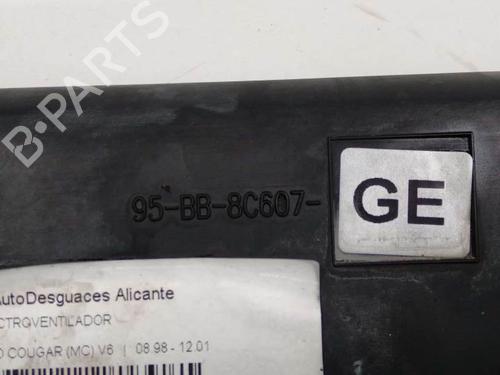 B-PARTS
95-BB-8C607-
GE
AutoDesguaces Alicante
CTROVENTILADOR
COUGAR (MC) V6 | 08.98 - 12.01